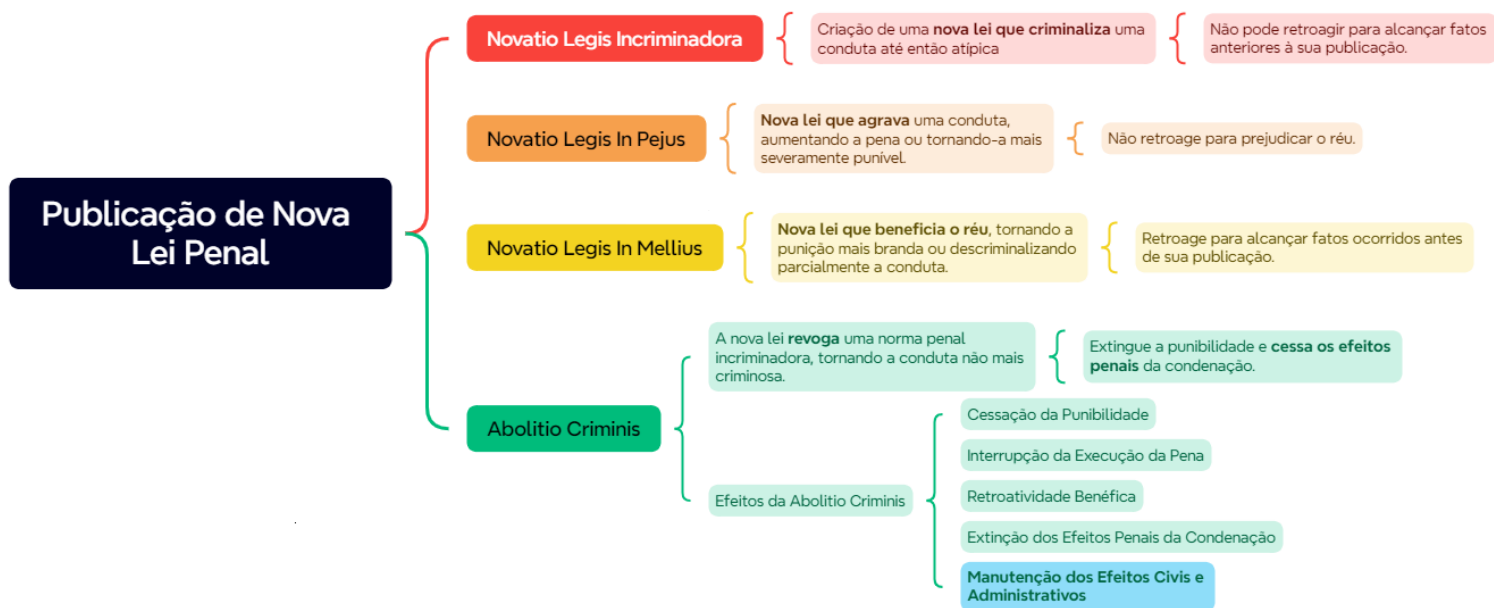 Publicação de Nova
Lei Penal
Novatio Legis Incriminadora
Criação de uma nova lei que criminaliza uma
conduta até então atípica
Não pode retroagir para alcançar fatos
anteriores à sua publicação.
Novatio Legis In Pejus
Nova lei que agrava uma conduta,
aumentando a pena ou tornando-a mais
severamente punível.
Não retroage para prejudicar o réu.
Novatio Legis In Mellius
Nova lei que beneficia o réu, tornando a
punição mais branda ou descriminalizando
parcialmente a conduta.
Retroage para alcançar fatos ocorridos antes
de sua publicação.
Abolitio Criminis
A nova lei revoga uma norma penal
incriminadora, tornando a conduta não mais
criminosa.
Extingue a punibilidade e cessa os efeitos
penais da condenação.
Efeitos da Abolitio Criminis
Cessação da Punibilidade
Interrupção da Execução da Pena
Retroatividade Benéfica
Extinção dos Efeitos Penais da Condenação
Manutenção dos Efeitos Civis e
Administrativos